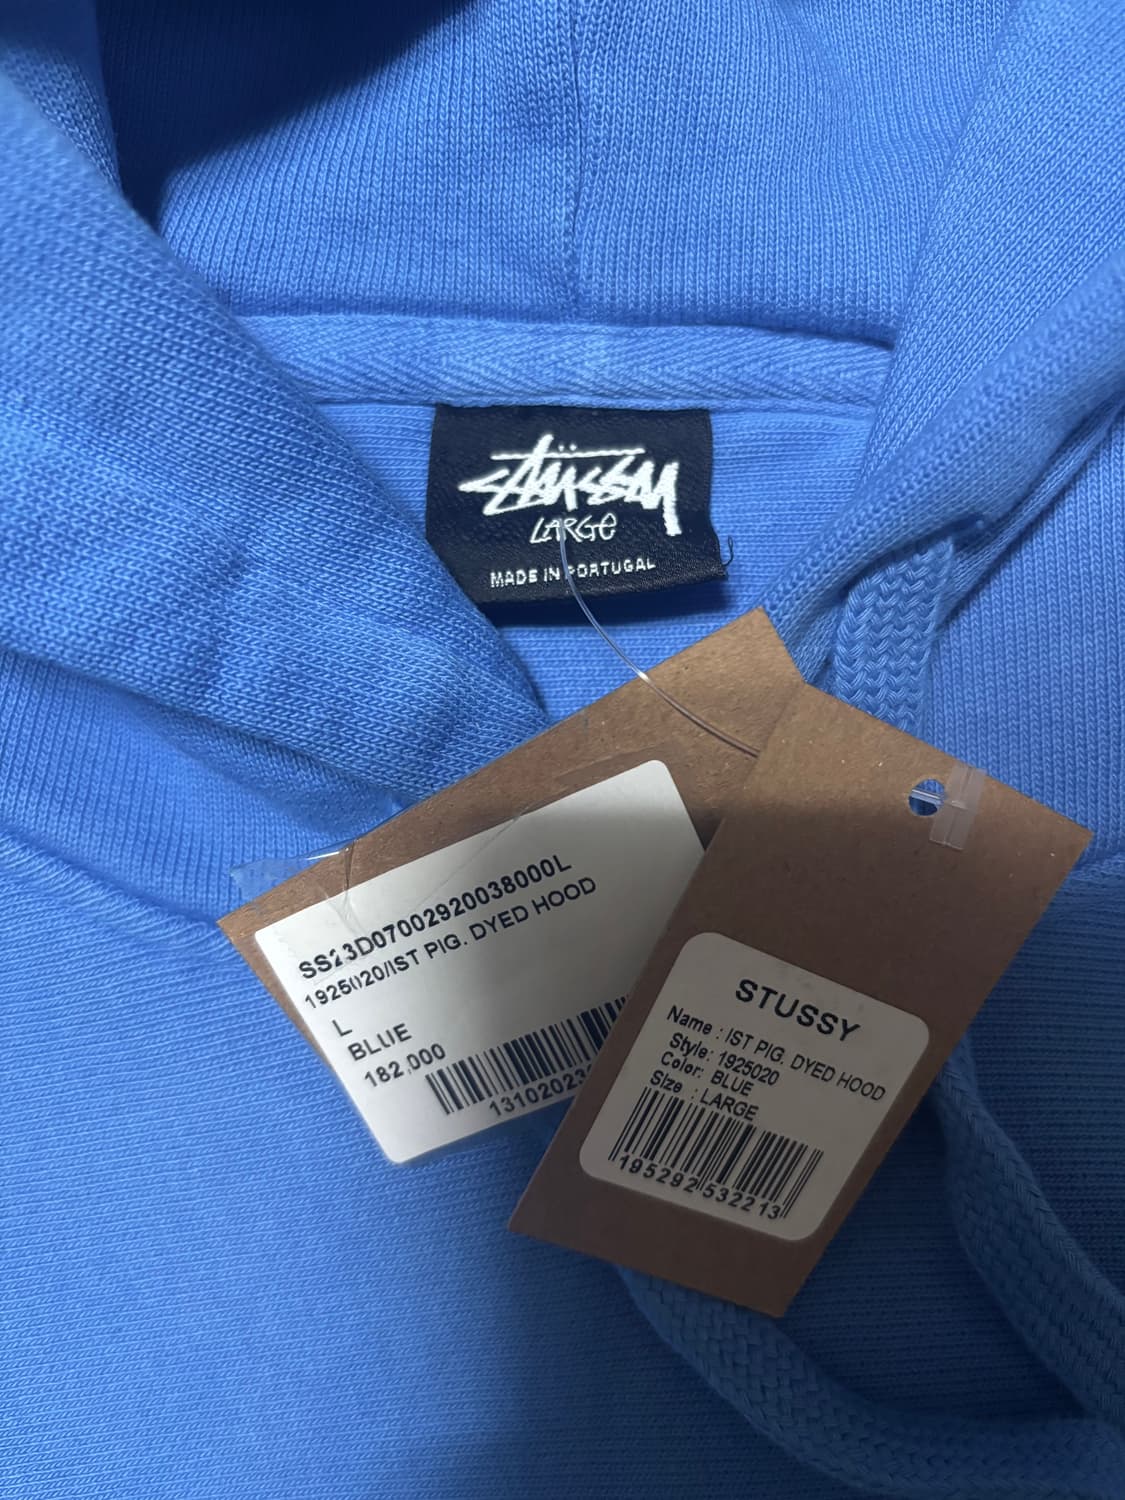 STÜSSY
LARGE
MADE IN PORTUGAL
SS23D07002920038000L
1925020/IST PIG. DYED HOOD
L
BLUE
182,000
13102023
STUSSY
Name : IST PIG. DYED HOOD
Style: 1925020
Color: BLUE
Size : LARGE
195292532213